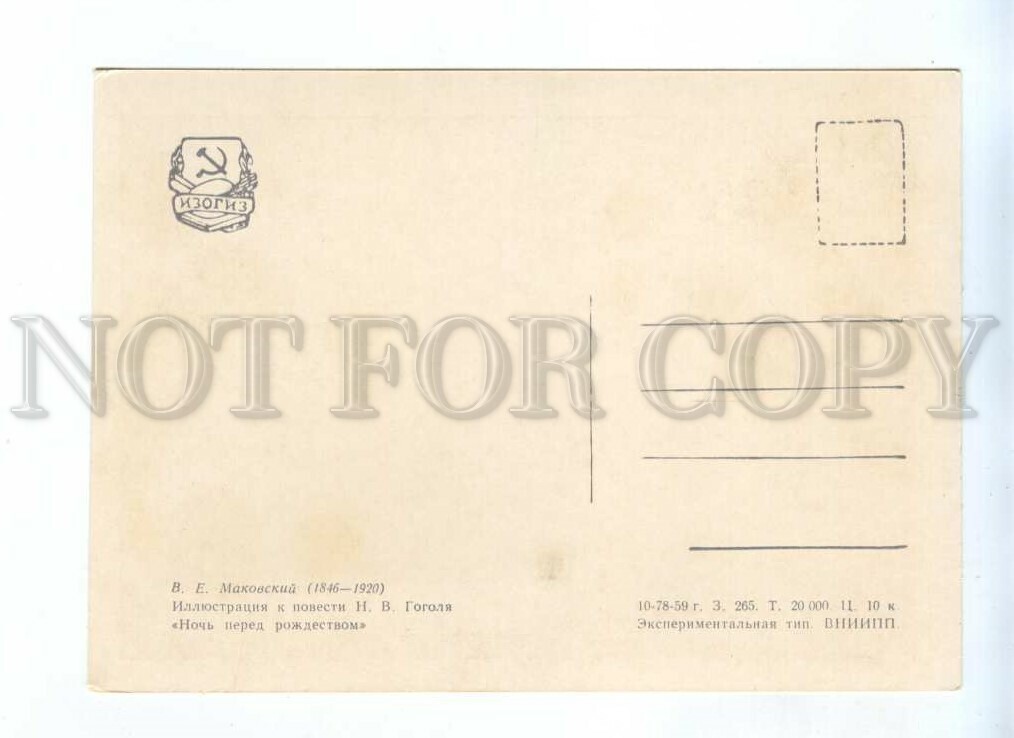 ИЗОГИЗ
NOT FOR COPY
В. Е. Маковский (1846—1920)
Иллюстрация к повести Н. В. Гоголя
«Ночь перед рождеством»
10-78-59 г. З. 265. Т. 20 000 Ц. 10 к
Экспериментальная тип. ВНИИПП.